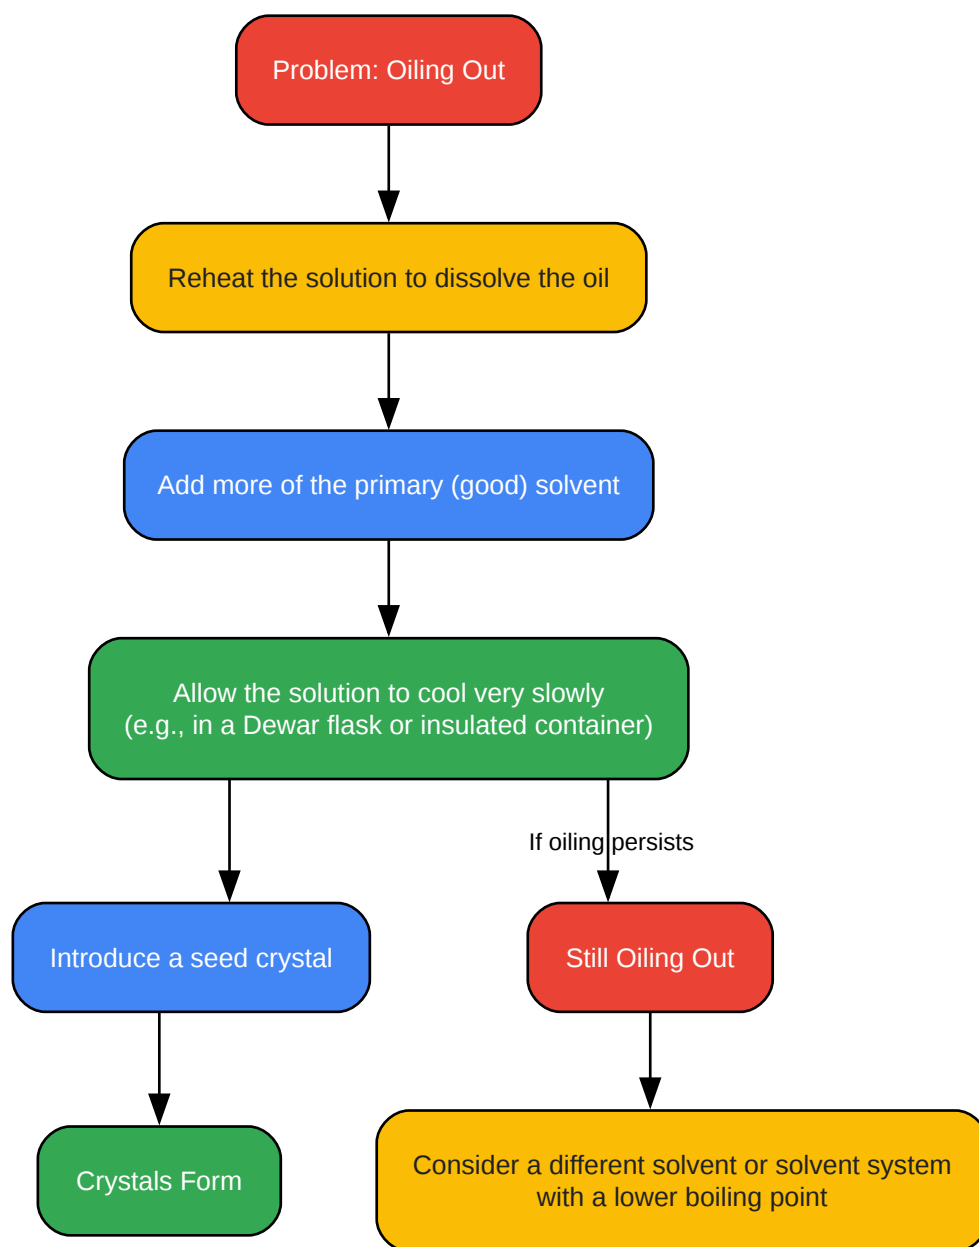 Problem: Oiling Out
Reheat the solution to dissolve the oil
Add more of the primary (good) solvent
Allow the solution to cool very slowly
(e.g., in a Dewar flask or insulated container)
If oiling persists
Introduce a seed crystal
Still Oiling Out
Crystals Form
Consider a different solvent or solvent system
with a lower boiling point